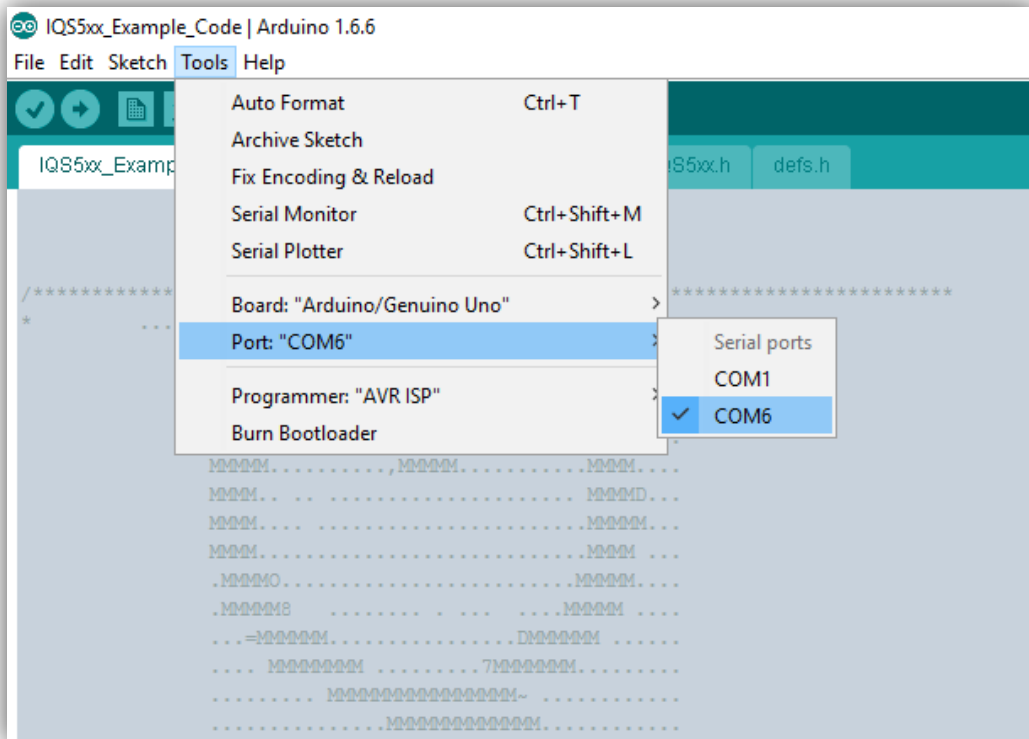 IQS5xx_Example_Code | Arduino 1.6.6
File Edit Sketch Tools Help
IQS5xx_Examp
QS5xx.h defs.h
Auto Format Ctrl+T
Archive Sketch
Fix Encoding & Reload
Serial Monitor Ctrl+Shift+M
Serial Plotter Ctrl+Shift+L
Board: "Arduino/Genuino Uno" >
Port: "COM6"
Serial ports
COM1
✓ COM6
Programmer: "AVR ISP"
Burn Bootloader